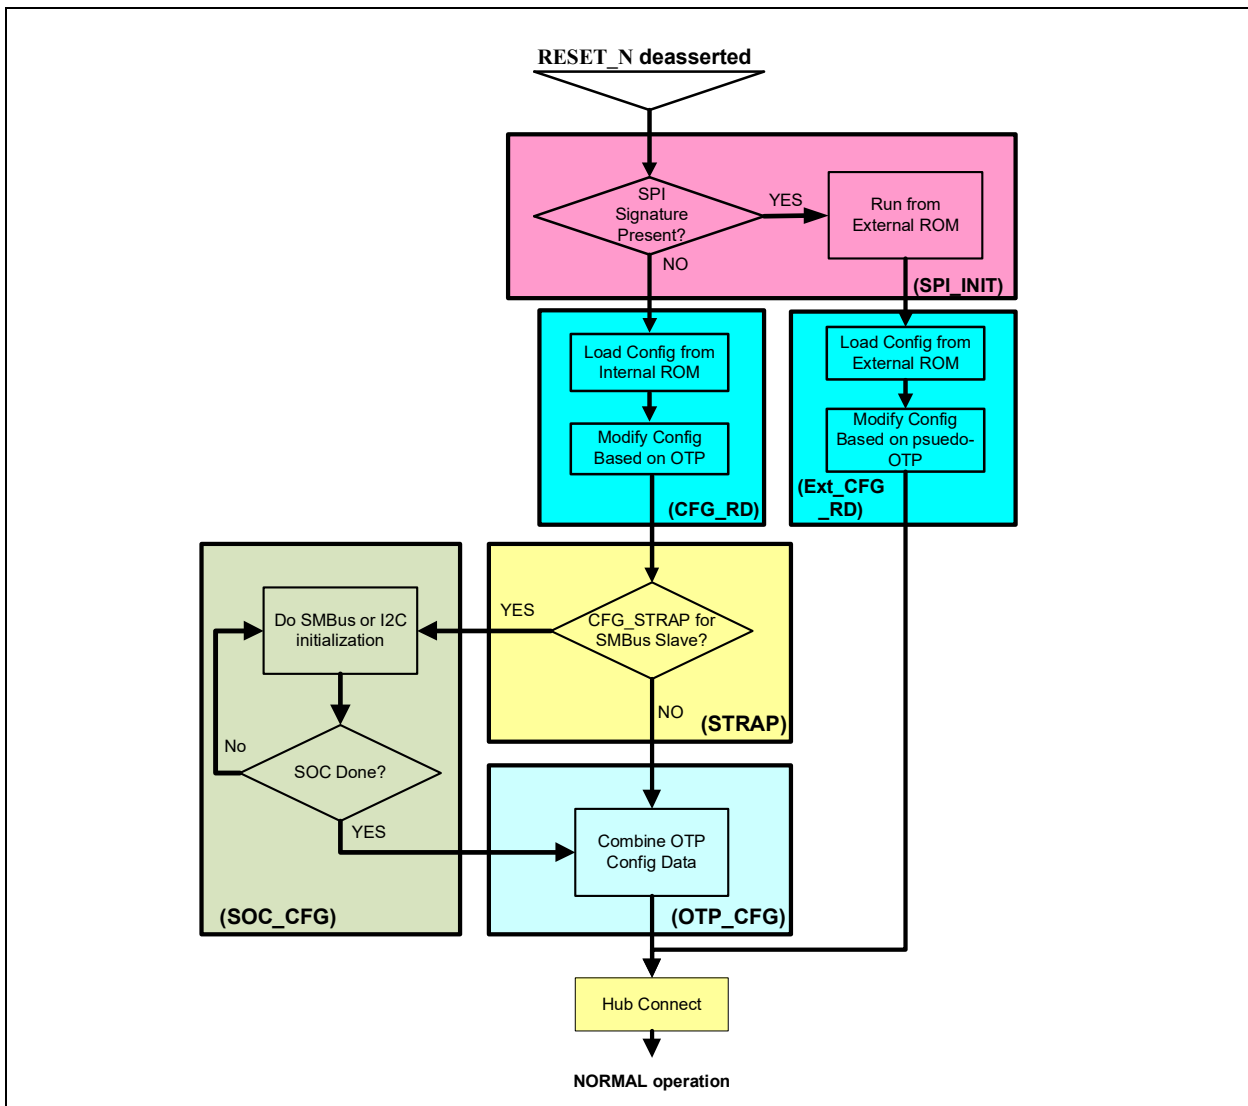 RESET_N deasserted
SPI
Signature
Present?
YES
Run from
External ROM
NO
(SPI_INIT)
Load Config from
Internal ROM
Load Config from
External ROM
Modify Config
Based on OTP
Modify Config
Based on psuedo-
OTP
(CFG_RD)
(Ext_CFG
_RD)
Do SMBus or I2C
initialization
YES
CFG_STRAP for
SMBus Slave?
NO
(STRAP)
No
SOC Done?
YES
Combine OTP
Config Data
(SOC_CFG)
(OTP_CFG)
Hub Connect
NORMAL operation